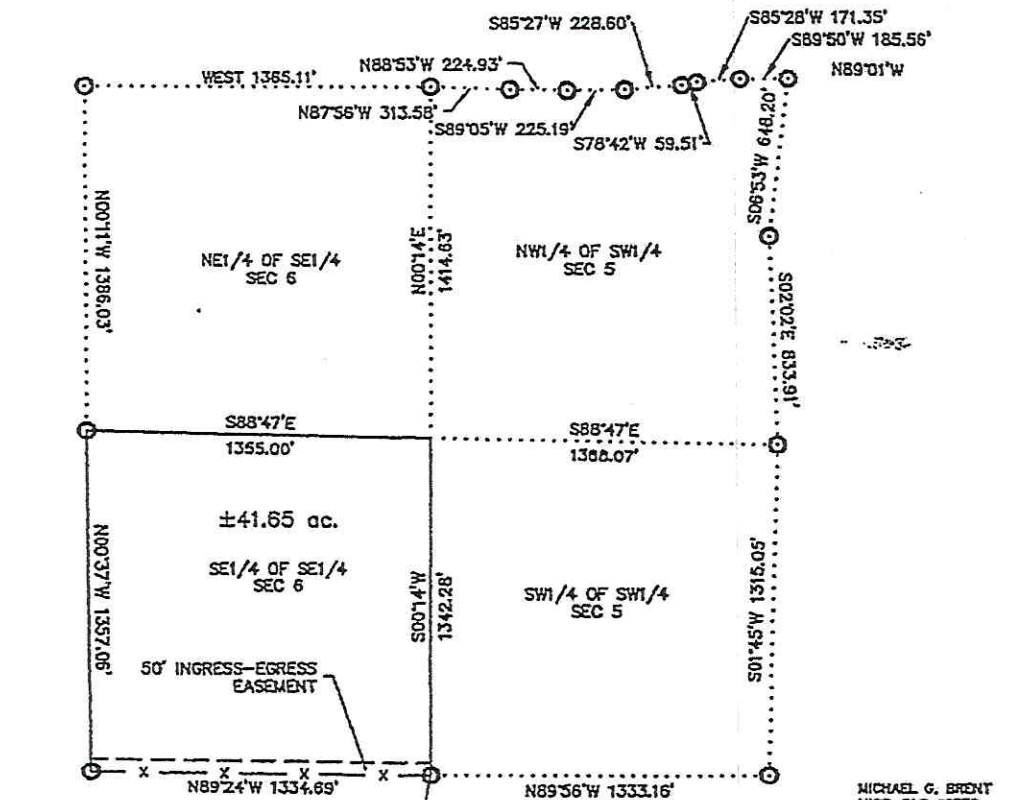 S85°27'W 228.60'
S85°28'W 171.35'
S89°50'W 185.56'
N89°01'W
WEST 1365.11'
N88°53'W 224.93'
N87°56'W 313.58'
S89°05'W 225.19'
S78°42'W 59.51'
S06°53'W 648.20'
N00°11'W 1386.03'
NE1/4 OF SE1/4
SEC 6
N00°14'E
1414.63'
NW1/4 OF SW1/4
SEC 5
S02°02'E 833.91'
S88°47'E
1355.00'
S88°47'E
1368.07'
±41.65 ac.
N00°37'W 1357.06'
SE1/4 OF SE1/4
SEC 6
S00°14'W
1342.28'
SW1/4 OF SW1/4
SEC 5
S01°45'W 1315.05'
50' INGRESS-EGRESS
EASEMENT
X X X X
N89°24'W 1334.69'
N89°56'W 1333.16'
MICHAEL G. BRENT